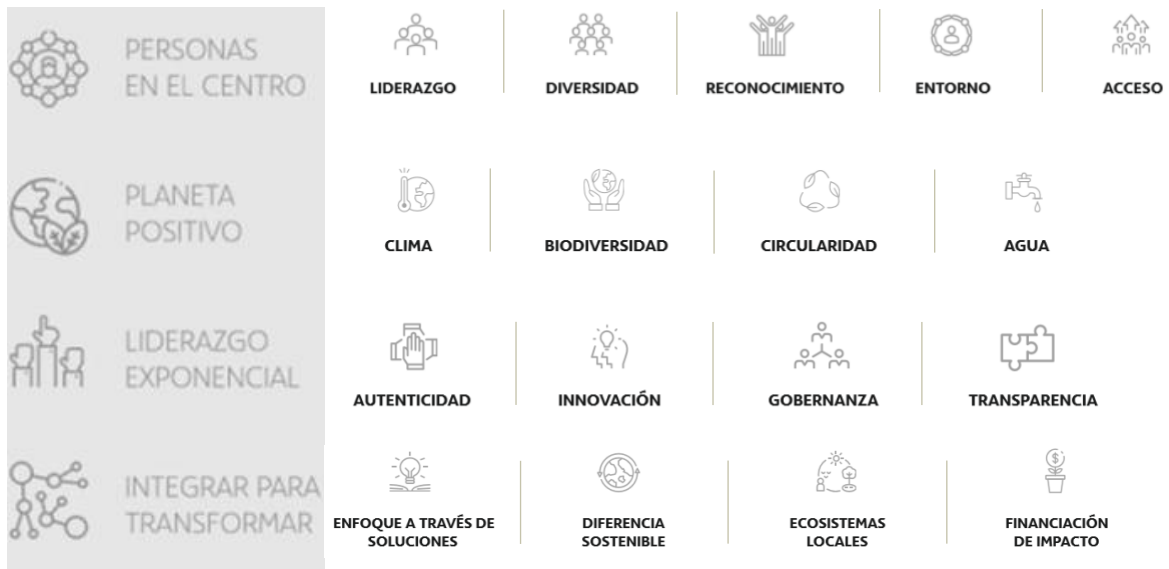 PERSONAS
EN EL CENTRO
LIDERAZGO
DIVERSIDAD
RECONOCIMIENTO
ENTORNO
ACCESO
PLANETA
POSITIVO
CLIMA
BIODIVERSIDAD
CIRCULARIDAD
AGUA
LIDERAZGO
EXPONENCIAL
AUTENTICIDAD
INNOVACIÓN
GOBERNANZA
TRANSPARENCIA
INTEGRAR PARA
TRANSFORMAR
ENFOQUE A TRAVÉS DE
SOLUCIONES
DIFERENCIA
SOSTENIBLE
ECOSISTEMAS
LOCALES
FINANCIACIÓN
DE IMPACTO